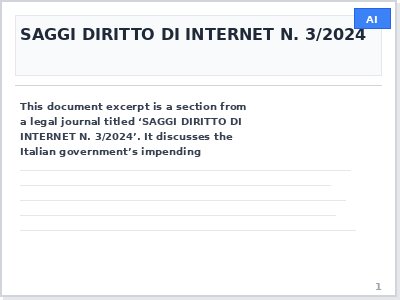 AI
SAGGI DIRITTO DI INTERNET N. 3/2024
This document excerpt is a section from
a legal journal titled ‘SAGGI DIRITTO DI
INTERNET N. 3/2024’. It discusses the
Italian government’s impending
1